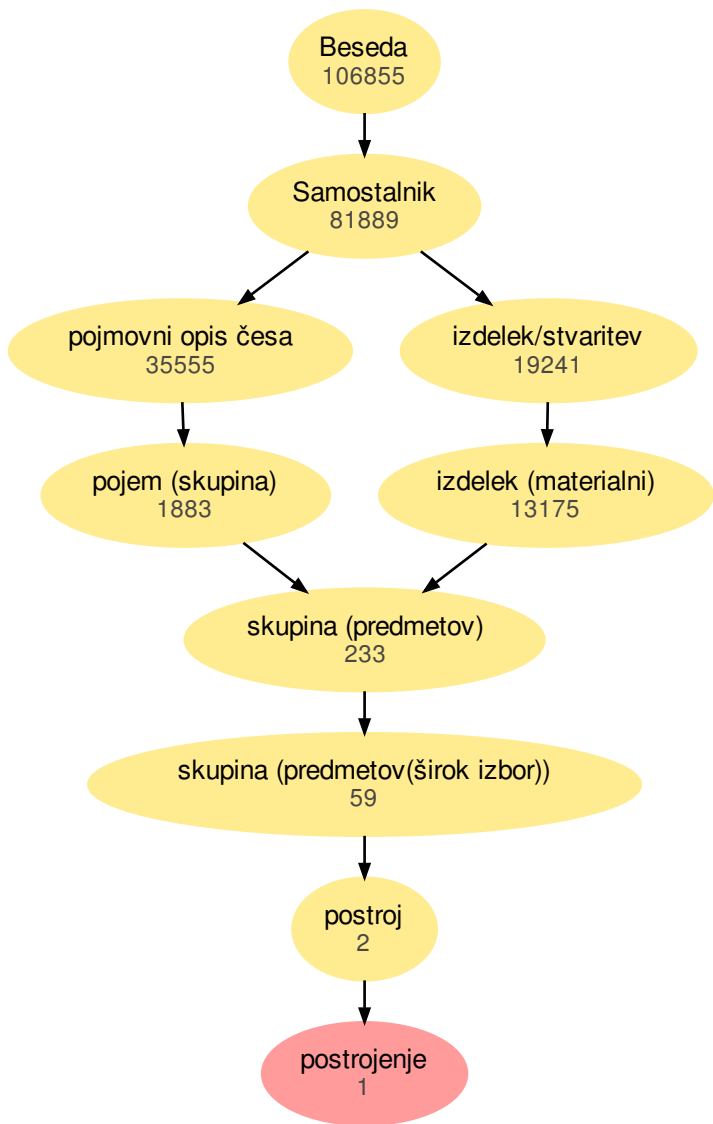 Beseda
106855
Samostalnik
81889
pojmovni opis česa
35555
izdelek/stvaritev
19241
pojem (skupina)
1883
izdelek (materialni)
13175
skupina (predmetov)
233
skupina (predmetov(širok izbor))
59
postroj
2
postrojenje
1